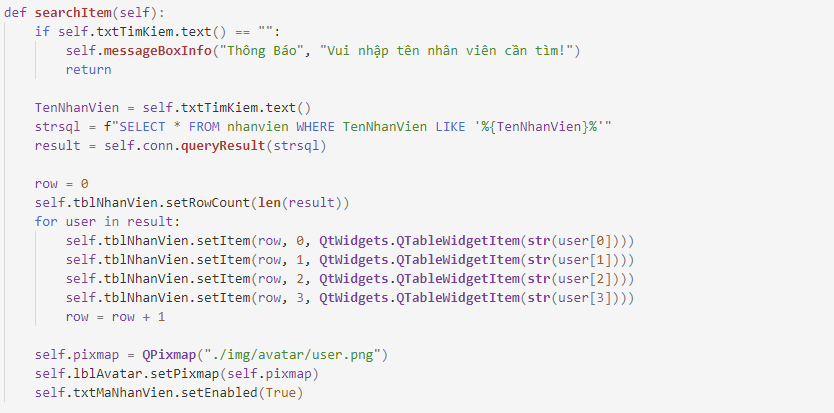 def searchItem(self):
    if self.txtTimKiem.text() == "":
        self.messageBoxInfo("Thông Báo", "Vui nhập tên nhân viên cần tìm!")
        return

    TenNhanVien = self.txtTimKiem.text()
    strsql = f"SELECT * FROM nhanvien WHERE TenNhanVien LIKE '%{TenNhanVien}%'"
    result = self.conn.queryResult(strsql)

    row = 0
    self.tblNhanVien.setRowCount(len(result))
    for user in result:
        self.tblNhanVien.setItem(row, 0, QtWidgets.QTableWidgetItem(str(user[0])))
        self.tblNhanVien.setItem(row, 1, QtWidgets.QTableWidgetItem(str(user[1])))
        self.tblNhanVien.setItem(row, 2, QtWidgets.QTableWidgetItem(str(user[2])))
        self.tblNhanVien.setItem(row, 3, QtWidgets.QTableWidgetItem(str(user[3])))
        row = row + 1

    self.pixmap = QPixmap("./img/avatar/user.png")
    self.lblAvatar.setPixmap(self.pixmap)
    self.txtMaNhanVien.setEnabled(True)